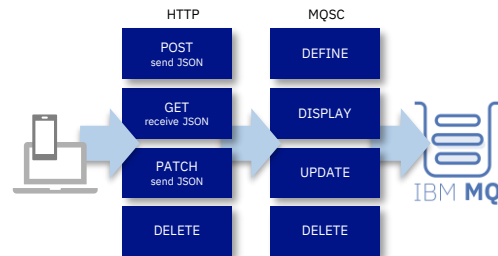 HTTP
MQSC
POST
send JSON
DEFINE
GET
receive JSON
DISPLAY
PATCH
send JSON
UPDATE
DELETE
DELETE
IBM MQ